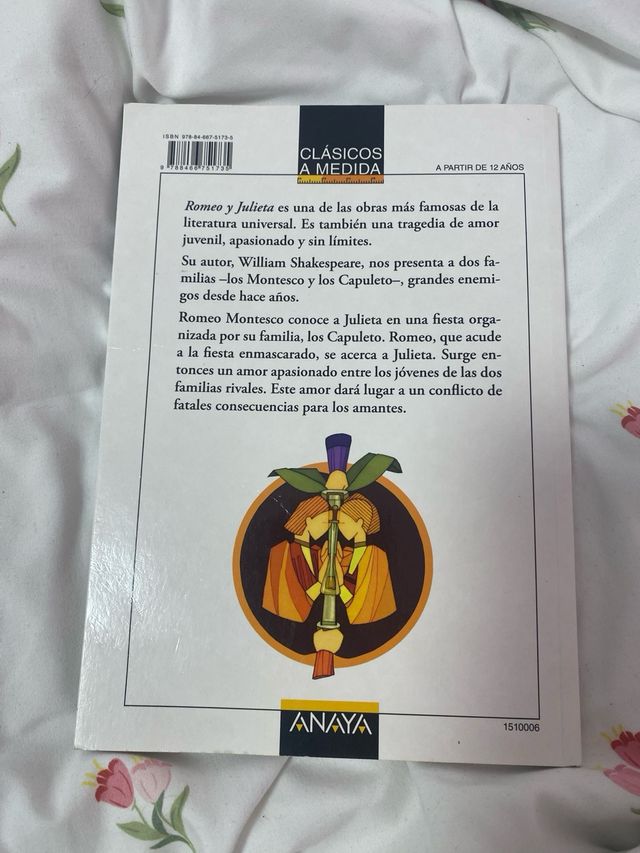 ISBN 978-84-667-5173-5
9 788466 751735
CLÁSICOS
A MEDIDA
A PARTIR DE 12 AÑOS
Romeo y Julieta es una de las obras más famosas de la
literatura universal. Es también una tragedia de amor
juvenil, apasionado y sin límites.
Su autor, William Shakespeare, nos presenta a dos fa-
milias –los Montesco y los Capuleto–, grandes enemi-
gos desde hace años.
Romeo Montesco conoce a Julieta en una fiesta orga-
nizada por su familia, los Capuleto. Romeo, que acude
a la fiesta enmascarado, se acerca a Julieta. Surge en-
tonces un amor apasionado entre los jóvenes de las dos
familias rivales. Este amor dará lugar a un conflicto de
fatales consecuencias para los amantes.
ANAYA
1510006